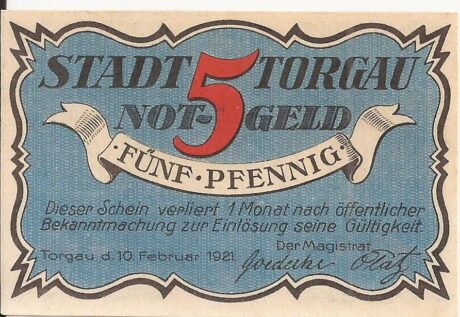 STADT 5 TORGAU
NOT-GELD
·FÜNF·PFENNIG·
Dieser Schein verliert 1 Monat nach öffentlicher
Bekanntmachung zur Einlösung seine Gültigkeit.
Der Magistrat
Torgau d. 10. Februar 1921.